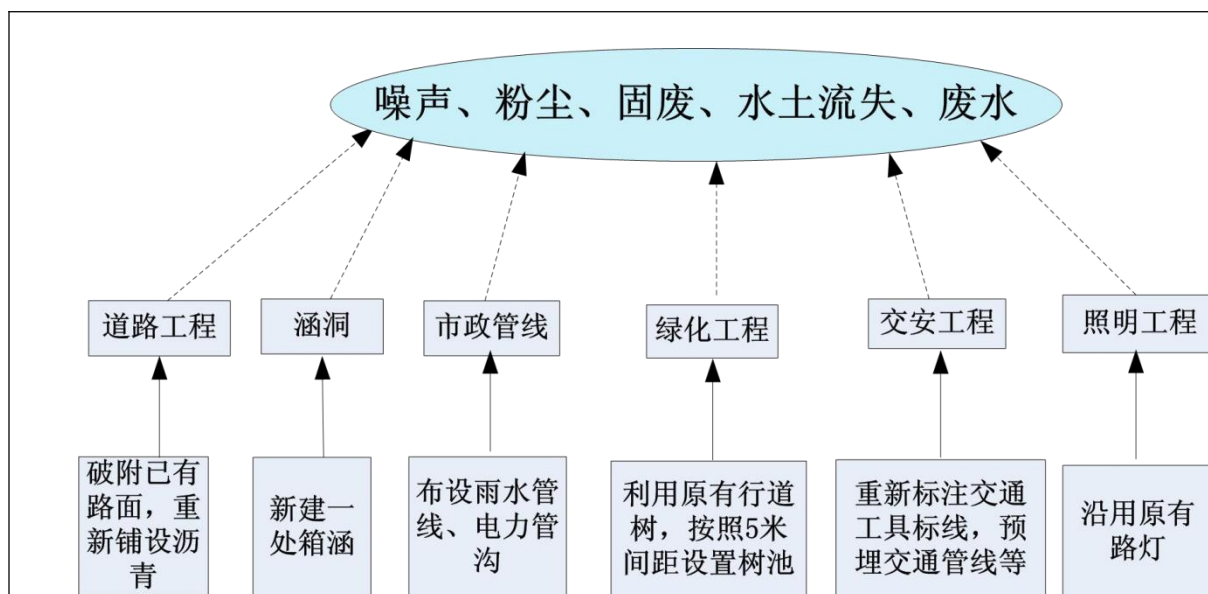 噪声、粉尘、固废、水土流失、废水
道路工程
涵洞
市政管线
绿化工程
交安工程
照明工程
破附已有
路面，重
新铺设沥
青
新建一
处箱涵
布设雨水管
线、电力管
沟
利用原有行道
树，按照5米
间距设置树池
重新标注交通
工具标线，预
埋交通管线等
沿用原有
路灯